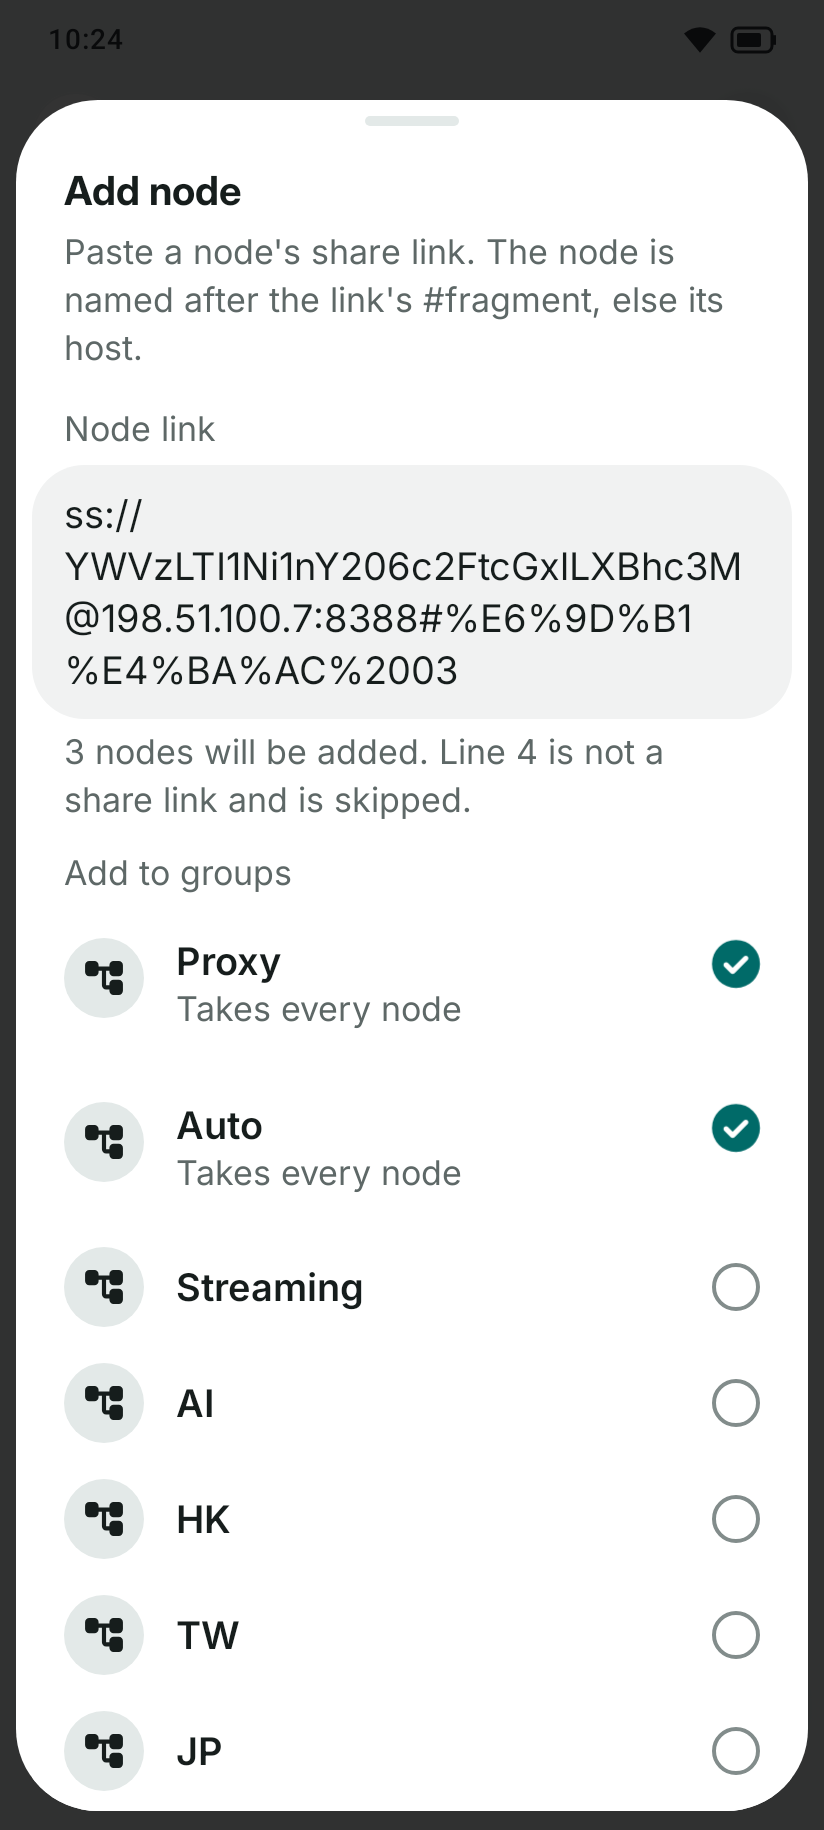 10:24
Add node
Paste a node's share link. The node is
named after the link's #fragment, else its
host.
Node link
ss://
YWVzLTI1Ni1nY206c2FtcGxlLXBhc3M
@198.51.100.7:8388#%E6%9D%B1
%E4%BA%AC%2003
3 nodes will be added. Line 4 is not a
share link and is skipped.
Add to groups
Proxy
Takes every node
Auto
Takes every node
Streaming
AI
HK
TW
JP